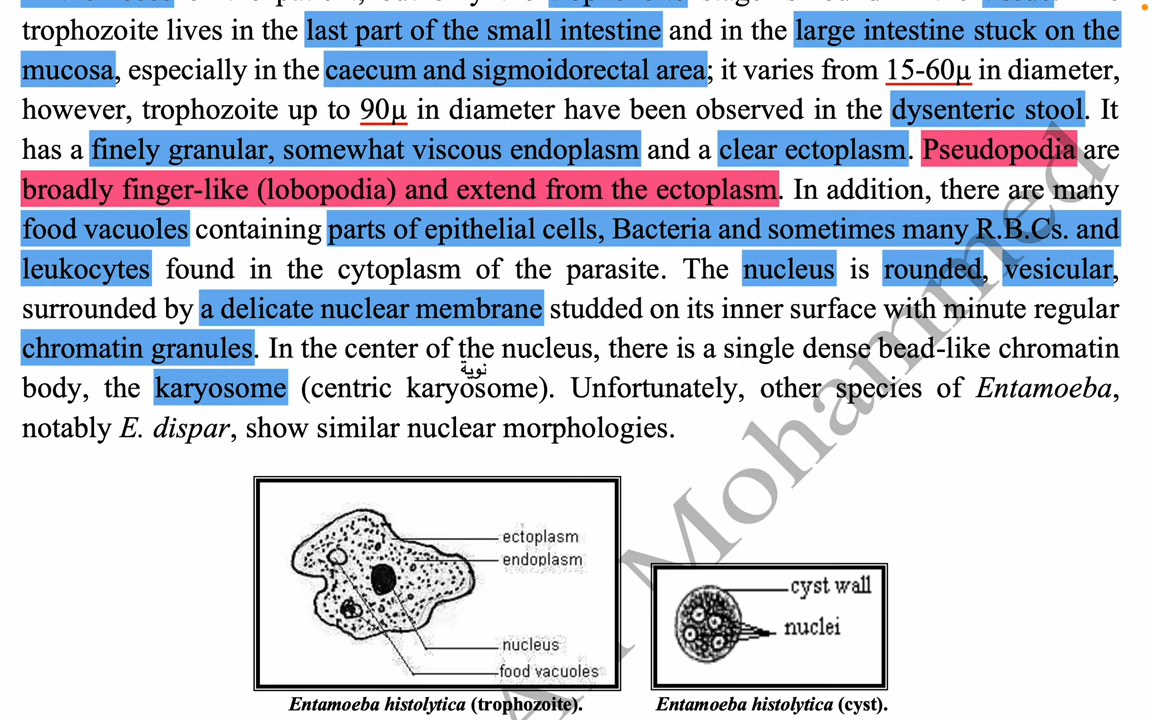 trophozoite lives in the last part of the small intestine and in the large intestine stuck on the
mucosa, especially in the caecum and sigmoidorectal area; it varies from 15-60µ in diameter,
however, trophozoite up to 90µ in diameter have been observed in the dysenteric stool. It
has a finely granular, somewhat viscous endoplasm and a clear ectoplasm. Pseudopodia are
broadly finger-like (lobopodia) and extend from the ectoplasm. In addition, there are many
food vacuoles containing parts of epithelial cells, Bacteria and sometimes many R.B.Cs. and
leukocytes found in the cytoplasm of the parasite. The nucleus is rounded, vesicular,
surrounded by a delicate nuclear membrane studded on its inner surface with minute regular
chromatin granules. In the center of the nucleus, there is a single dense bead-like chromatin
نوية
body, the karyosome (centric karyosome). Unfortunately, other species of Entamoeba,
notably E. dispar, show similar nuclear morphologies.
ectoplasm
endoplasm
nucleus
food vacuoles
Entamoeba histolytica (trophozoite).
cyst wall
nuclei
Entamoeba histolytica (cyst).
Mohammed